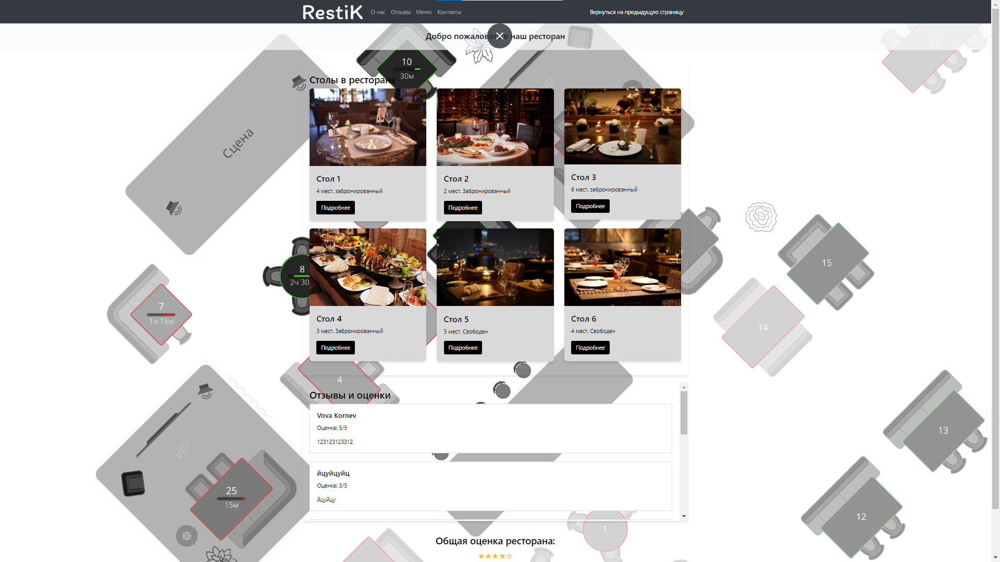 RestiK
О нас Отзывы Меню Контакты
Вернуться на предыдущую страницу
Добро пожаловать в наш ресторан
17
10
30м
VIP
Столы в ресторане
Сцена
Стол 1
4 мест. забронированный
Подробнее
Стол 2
2 мест. Забронированный
Подробнее
Стол 3
6 мест. забронированный
Подробнее
8
2ч 30
15
7
1ч 15м
14
Стол 4
3 мест. Забронированный
Подробнее
Стол 5
5 мест. Свободен
Подробнее
Стол 6
4 мест. Свободен
Подробнее
4
Отзывы и оценки
Vova Kornev
Оценка: 5/5
123123123312
13
VIP
йцуйцуйц
Оценка: 3/5
йцуйцу
25
15м
12
1
Общая оценка ресторана:
★★★★☆